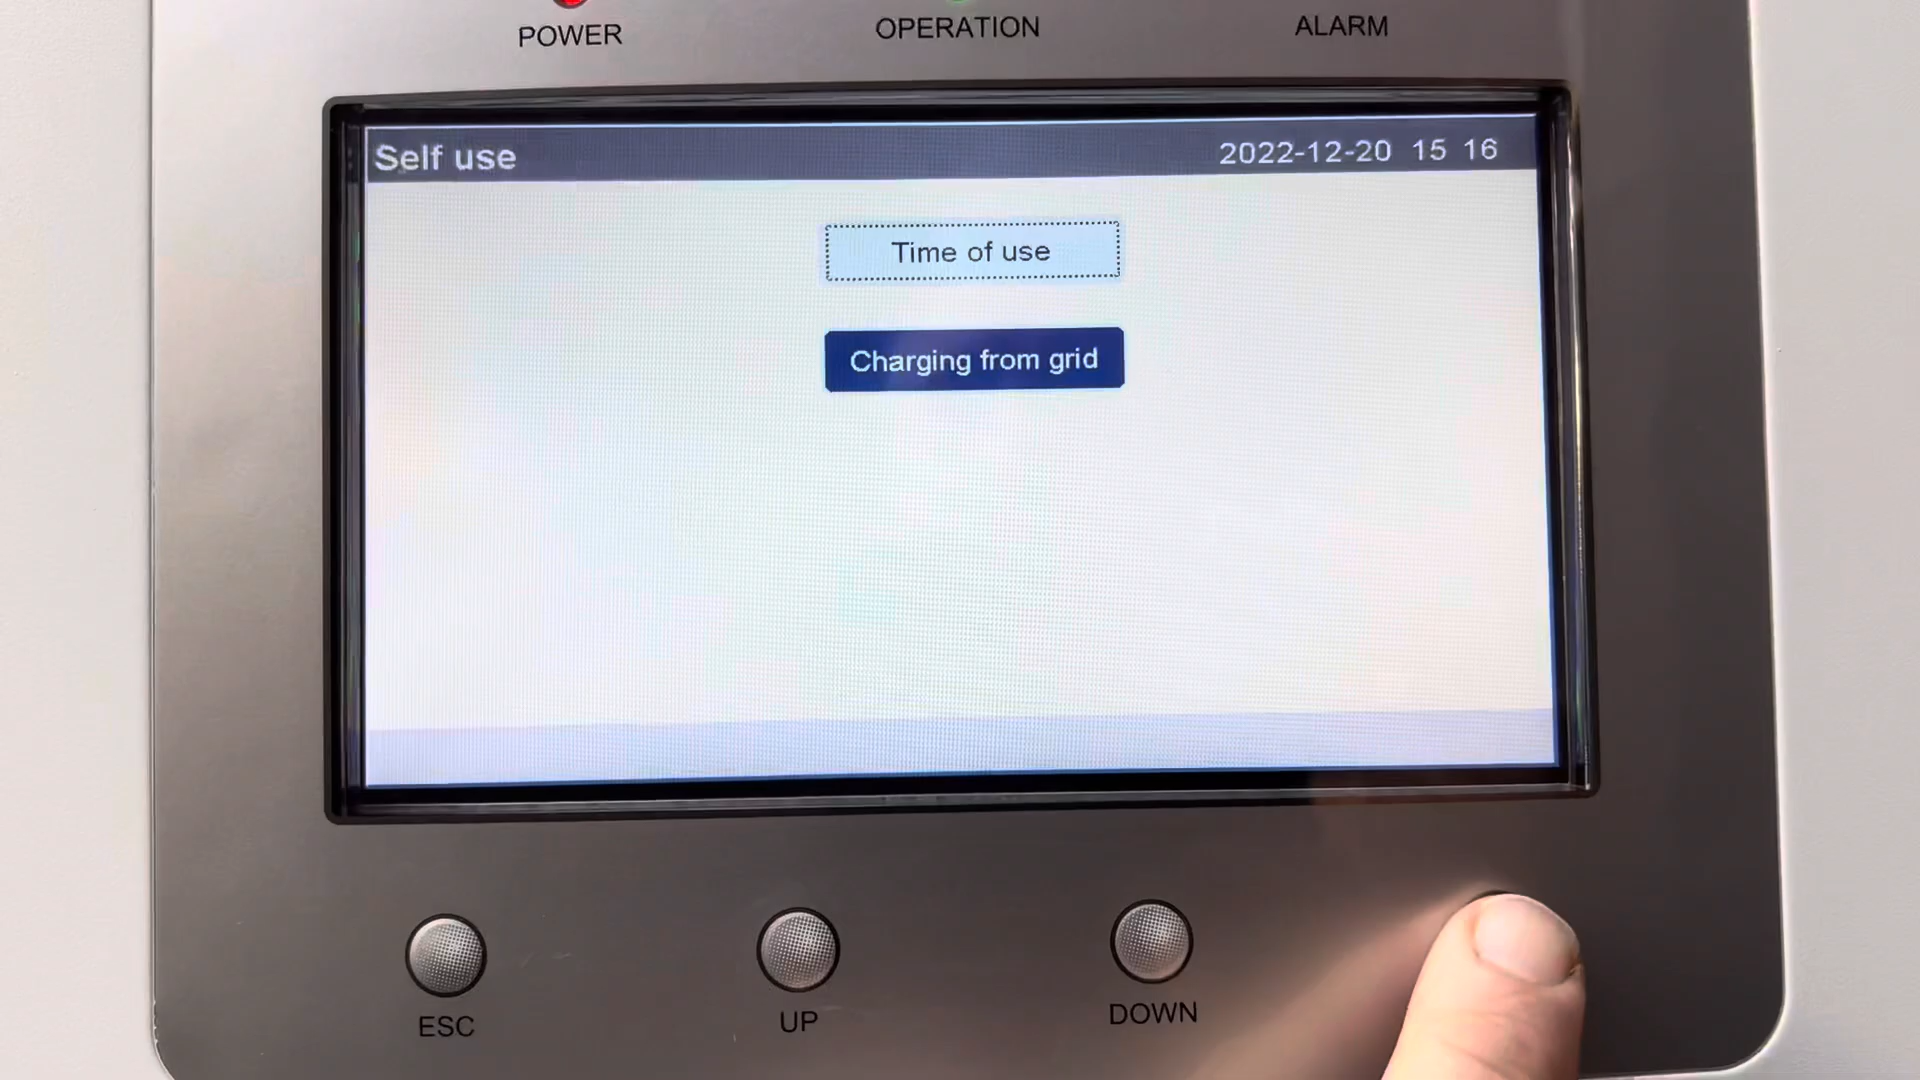 POWER OPERATION ALARM
Self use 2022-12-20 15 16
Time of use
Charging from grid
ESC UP DOWN